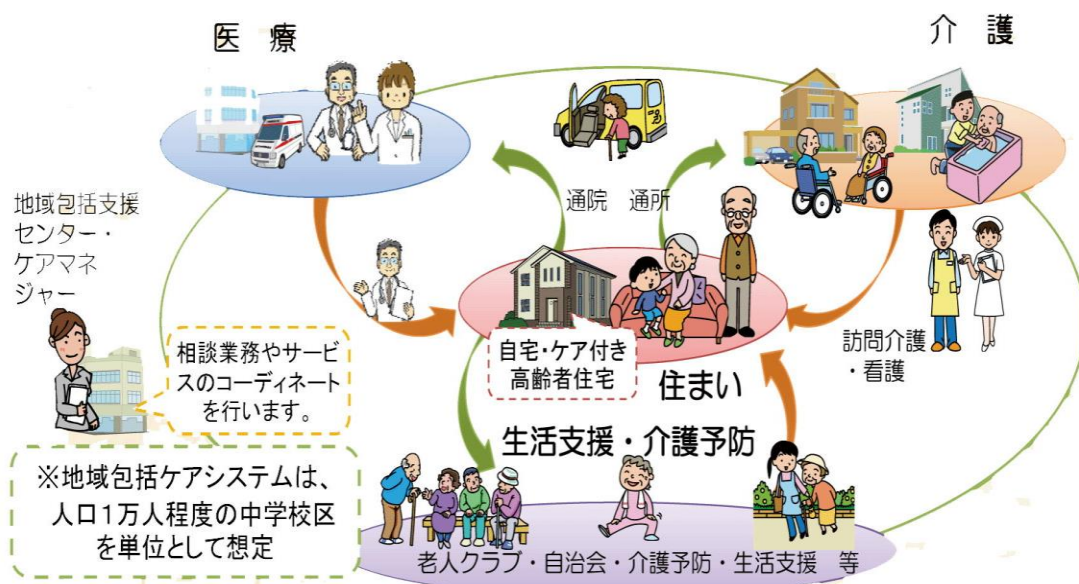 医 療
介 護
通院 通所
地域包括支援
センター・
ケアマネ
ジャー
相談業務やサービ
スのコーディネート
を行います。
自宅・ケア付き
高齢者住宅
住まい
訪問介護
・看護
生活支援・介護予防
※地域包括ケアシステムは、
人口1万人程度の中学校区
を単位として想定
老人クラブ・自治会・介護予防・生活支援 等